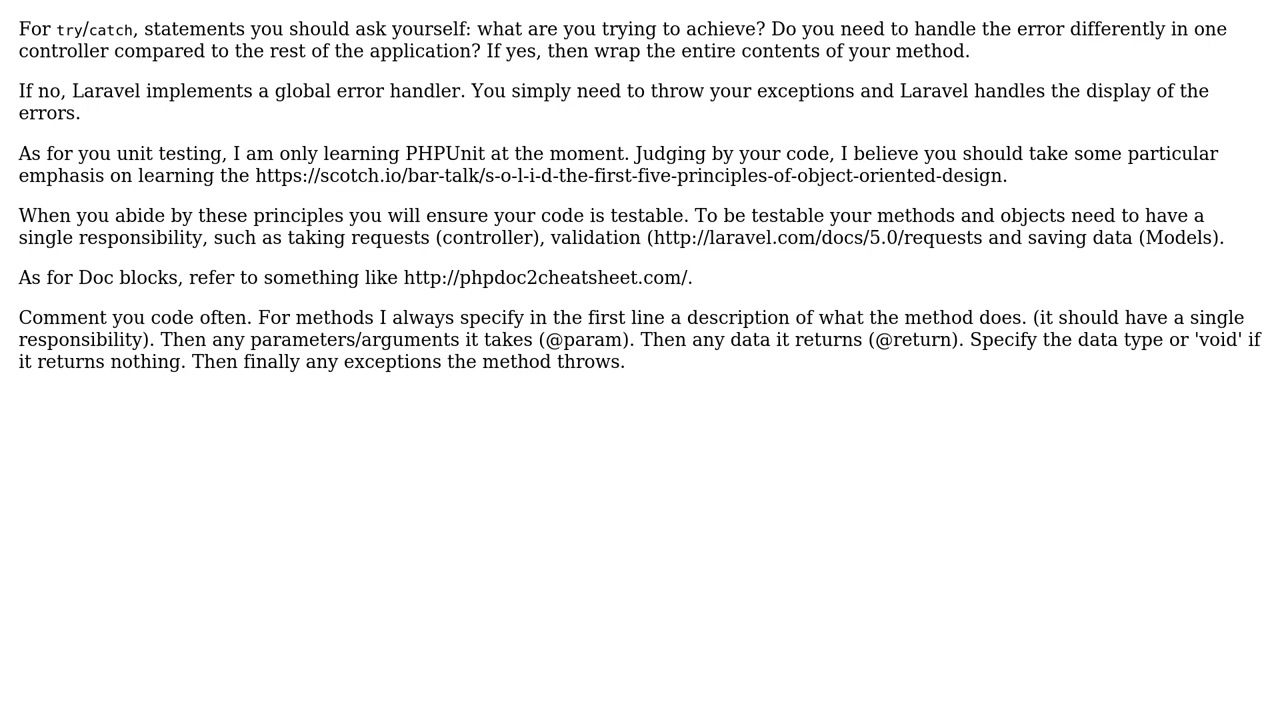 For try/catch, statements you should ask yourself: what are you trying to achieve? Do you need to handle the error differently in one
controller compared to the rest of the application? If yes, then wrap the entire contents of your method.
If no, Laravel implements a global error handler. You simply need to throw your exceptions and Laravel handles the display of the
errors.
As for you unit testing, I am only learning PHPUnit at the moment. Judging by your code, I believe you should take some particular
emphasis on learning the https://scotch.io/bar-talk/s-o-l-i-d-the-first-five-principles-of-object-oriented-design.
When you abide by these principles you will ensure your code is testable. To be testable your methods and objects need to have a
single responsibility, such as taking requests (controller), validation (http://laravel.com/docs/5.0/requests and saving data (Models).
As for Doc blocks, refer to something like http://phpdoc2cheatsheet.com/.
Comment you code often. For methods I always specify in the first line a description of what the method does. (it should have a single
responsibility). Then any parameters/arguments it takes (@param). Then any data it returns (@return). Specify the data type or 'void' if
it returns nothing. Then finally any exceptions the method throws.